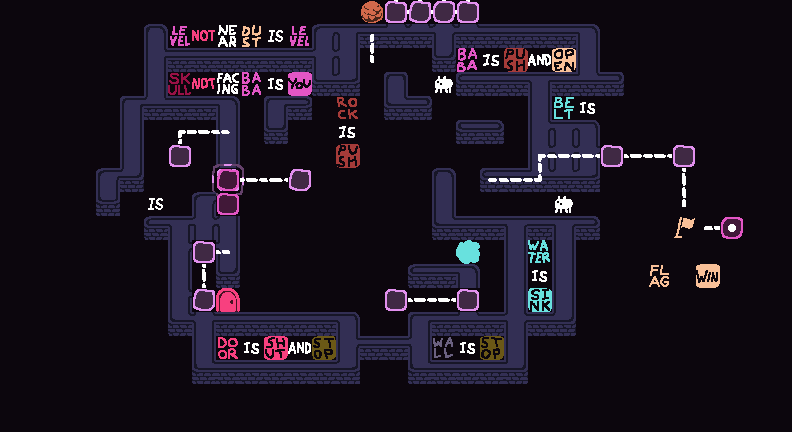 LEVEL NOT NEAR DUST IS LEVEL
BABA IS PUSH AND OPEN
SKULL NOT FACING BABA IS YOU
ROCK
IS
PUSH
BELT IS
IS
WATER
IS
SINK
FLAG WIN
DOOR IS SHUT AND STOP
WALL IS STOP